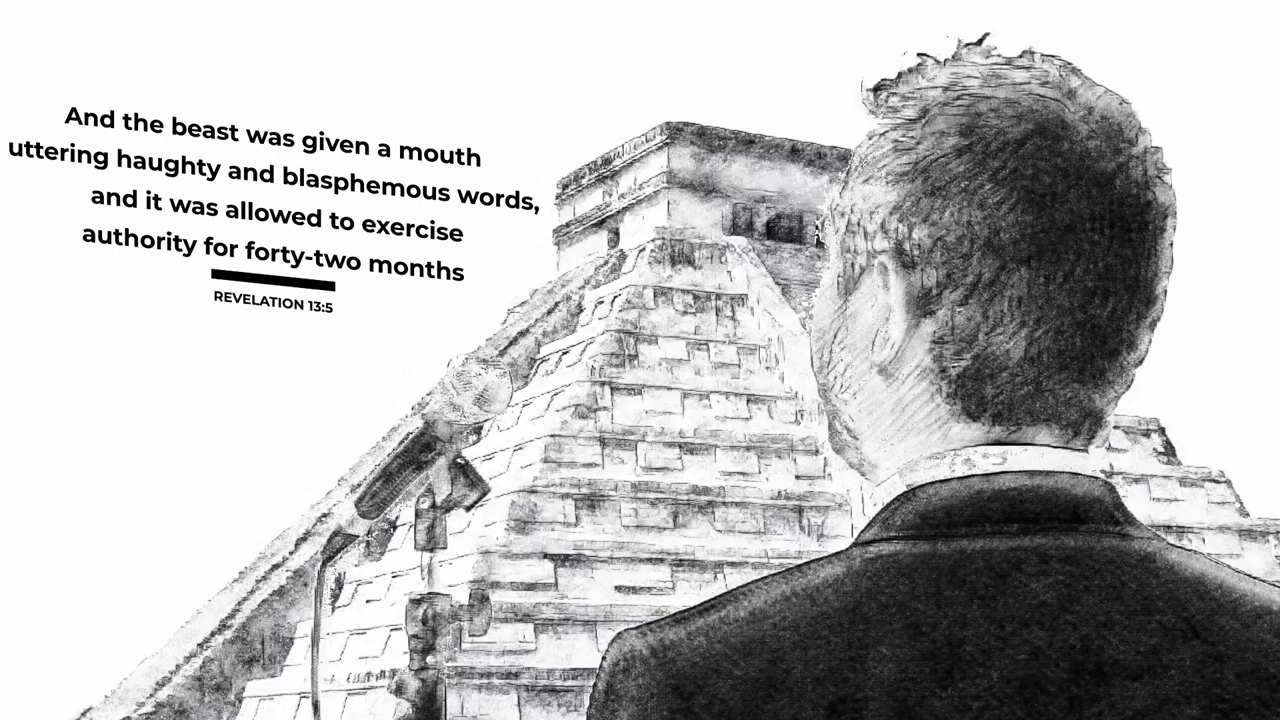 And the beast was given a mouth
uttering haughty and blasphemous words,
and it was allowed to exercise
authority for forty-two months
REVELATION 13:5